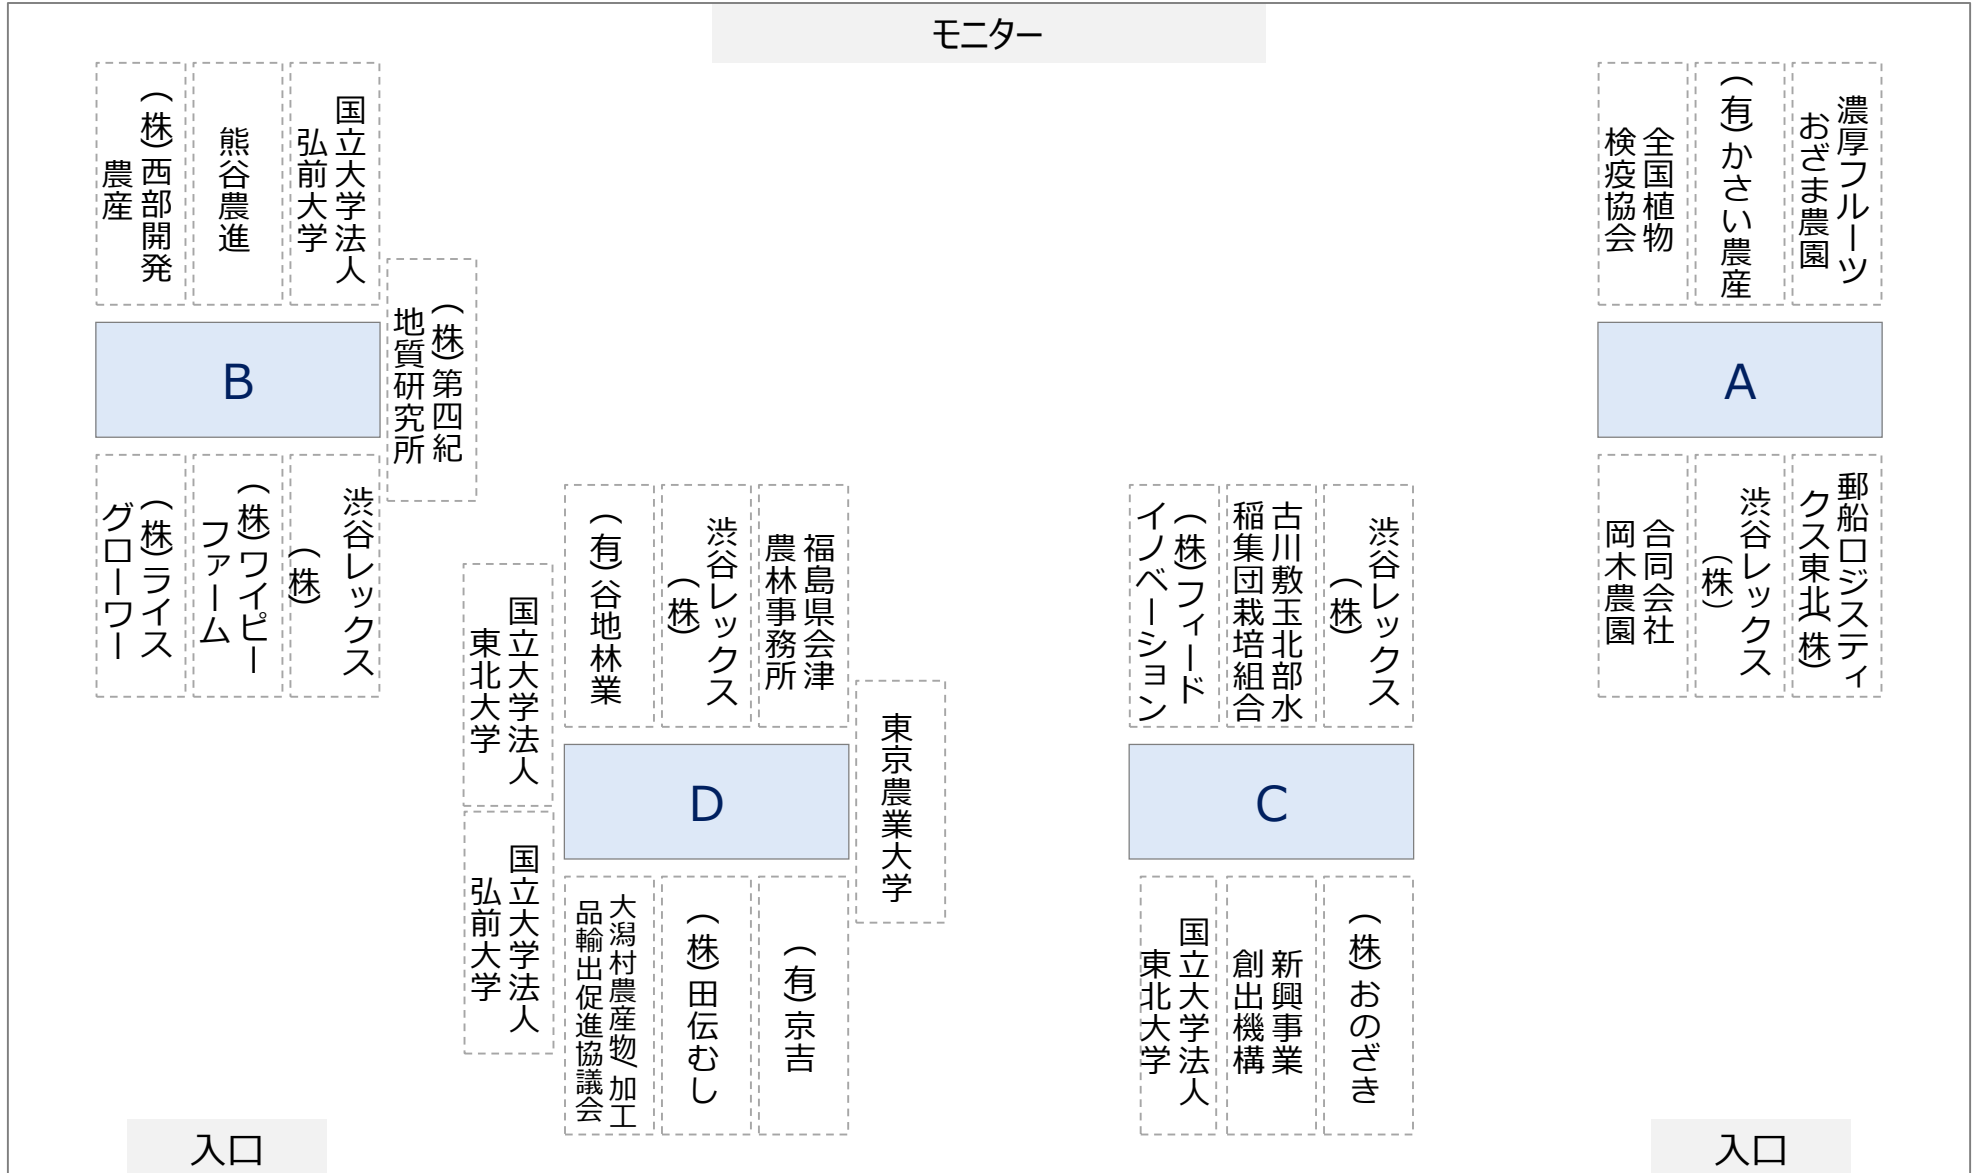 モニター
国立大学法人
弘前大学
熊谷農進
（株）西部開発
農産
濃厚フルーツ
おざま農園
（有）かさい農産
全国植物
検疫協会
B
（株）第四紀
地質研究所
A
渋谷レックス
（株）
（株）ワイピー
ファーム
（株）ライス
グローワー
郵船ロジスティ
クス東北（株）
渋谷レックス
（株）
合同会社
岡木農園
福島県会津
農林事務所
渋谷レックス
（株）
（有）谷地林業
国立大学法人
東北大学
渋谷レックス
（株）
古川敷玉北部水
稲集団栽培組合
（株）フィード
イノベーション
D
東京農業大学
C
国立大学法人
弘前大学
（有）京吉
（株）田伝むし
大潟村農産物/加工
品輸出促進協議会
（株）おのざき
新興事業
創出機構
国立大学法人
東北大学
入口
入口